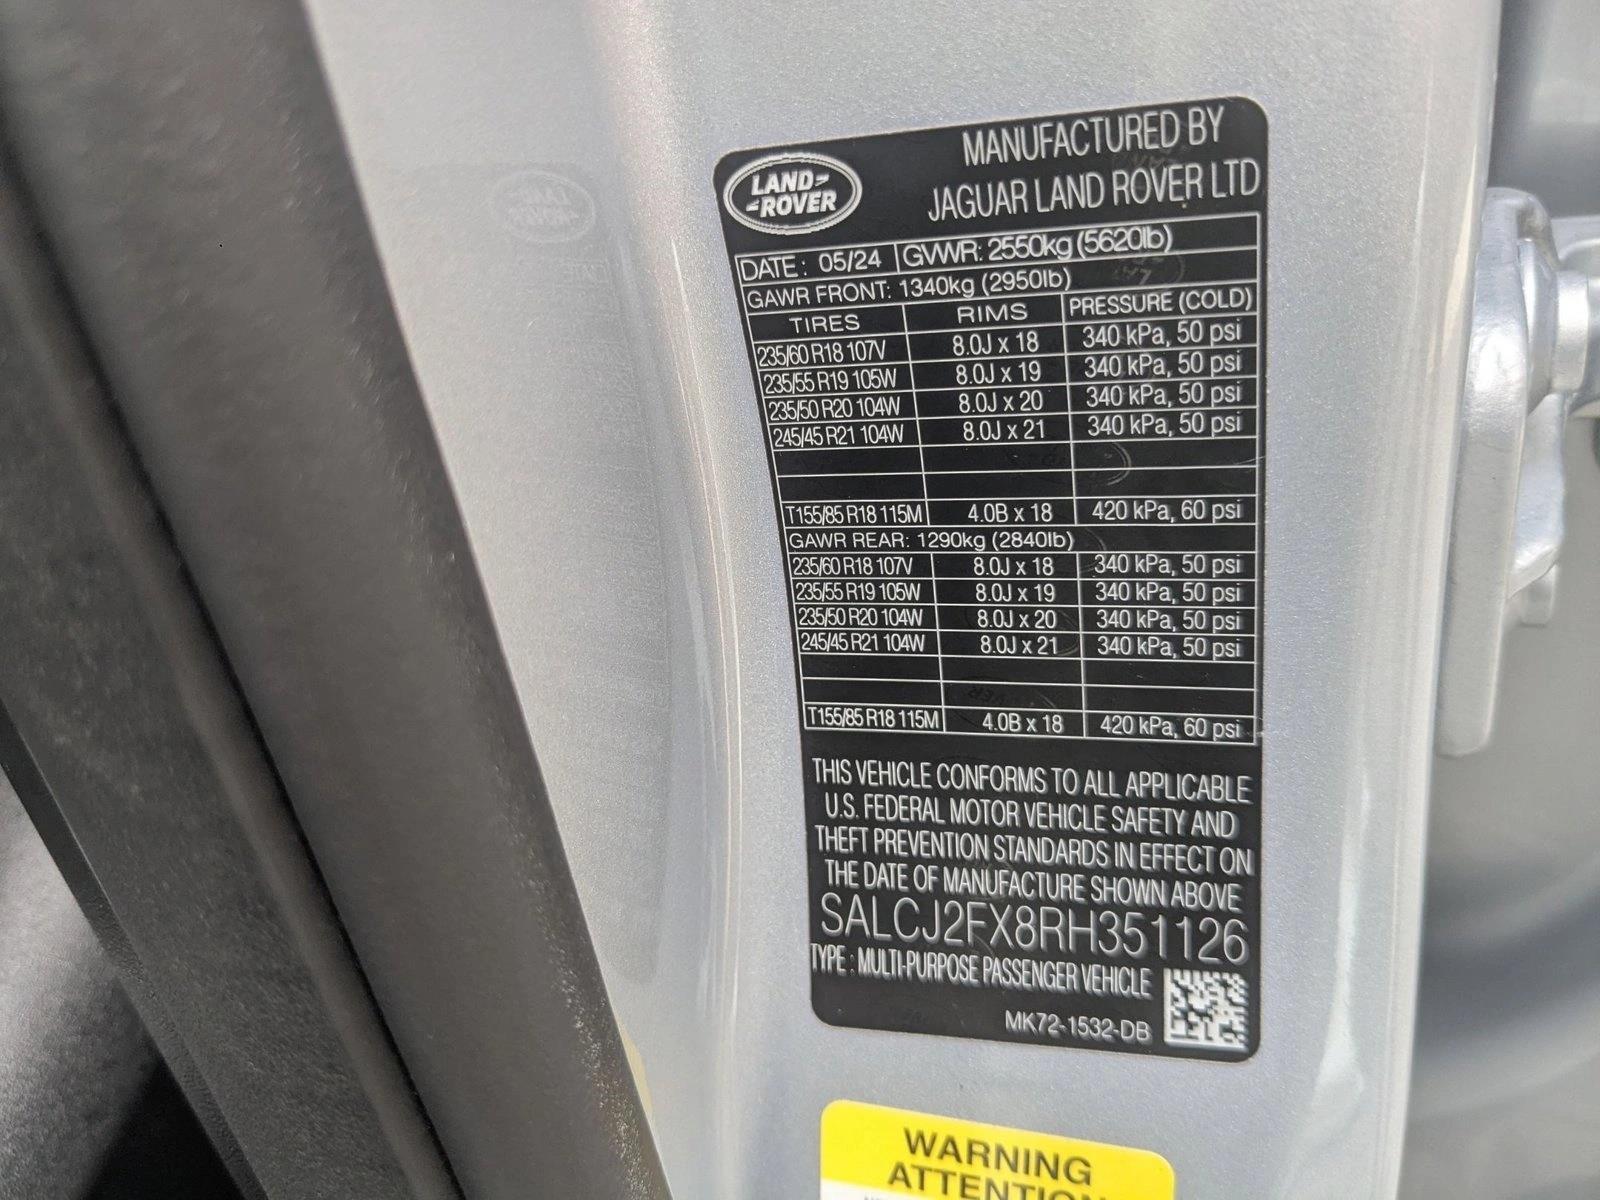 LAND-
-ROVER
MANUFACTURED BY
JAGUAR LAND ROVER LTD
DATE: 05/24 GVWR: 2550kg (5620lb)
GAWR FRONT: 1340kg (2950lb)
TIRES RIMS PRESSURE (COLD)
235/60 R18 107V 8.0J x 18 340 kPa, 50 psi
235/55 R19 105W 8.0J x 19 340 kPa, 50 psi
235/50 R20 104W 8.0J x 20 340 kPa, 50 psi
245/45 R21 104W 8.0J x 21 340 kPa, 50 psi
T155/85 R18 115M 4.0B x 18 420 kPa, 60 psi
GAWR REAR: 1290kg (2840lb)
235/60 R18 107V 8.0J x 18 340 kPa, 50 psi
235/55 R19 105W 8.0J x 19 340 kPa, 50 psi
235/50 R20 104W 8.0J x 20 340 kPa, 50 psi
245/45 R21 104W 8.0J x 21 340 kPa, 50 psi
T155/85 R18 115M 4.0B x 18 420 kPa, 60 psi
THIS VEHICLE CONFORMS TO ALL APPLICABLE
U.S. FEDERAL MOTOR VEHICLE SAFETY AND
THEFT PREVENTION STANDARDS IN EFFECT ON
THE DATE OF MANUFACTURE SHOWN ABOVE
SALCJ2FX8RH351126
TYPE : MULTI-PURPOSE PASSENGER VEHICLE
MK72-1532-DB
WARNING
ATTENTION